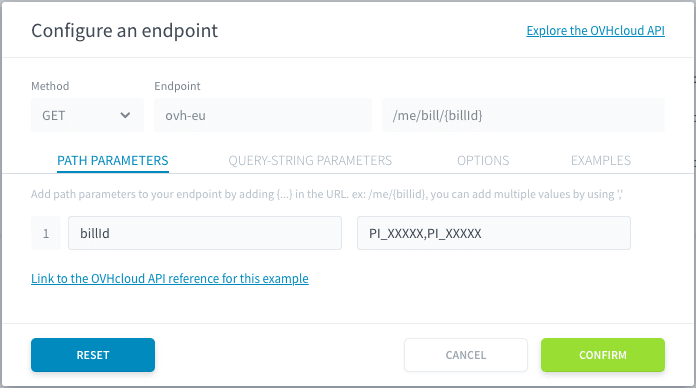 Configure an endpoint
Explore the OVHcloud API
Method
Endpoint
GET
ovh-eu
/me/bill/{billId}
PATH PARAMETERS
QUERY-STRING PARAMETERS
OPTIONS
EXAMPLES
Add path parameters to your endpoint by adding {...} in the URL. ex: /me/{billid}, you can add multiple values by using ','
1
billId
PI_XXXXX,PI_XXXXX
Link to the OVHcloud API reference for this example
RESET
CANCEL
CONFIRM